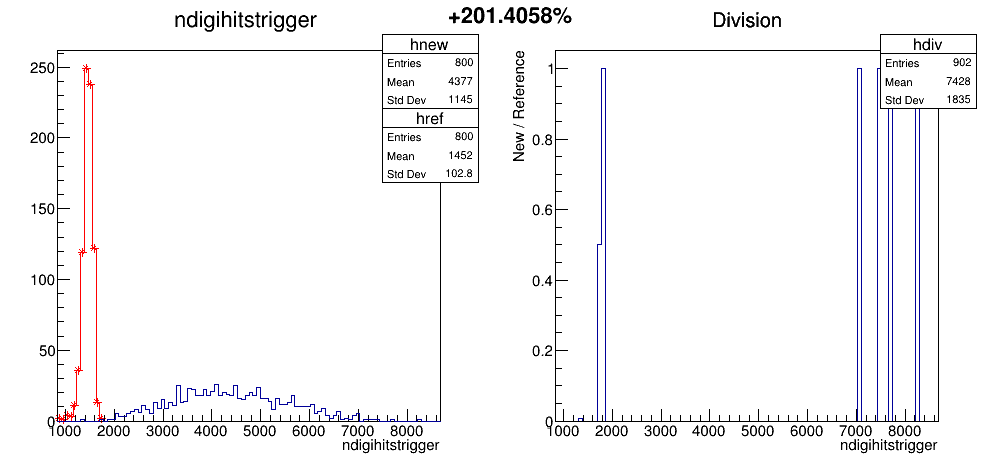 ndigihitstrigger
+201.4058%
Division
hnew
Entries 800
Mean 4377
Std Dev 1145
href
Entries 800
Mean 1452
Std Dev 102.8
250
200
150
100
50
0
1000 2000 3000 4000 5000 6000 7000 8000
ndigihitstrigger
hdiv
Entries 902
Mean 7428
Std Dev 1835
New / Reference
1
0.8
0.6
0.4
0.2
0
1000 2000 3000 4000 5000 6000 7000 8000
ndigihitstrigger